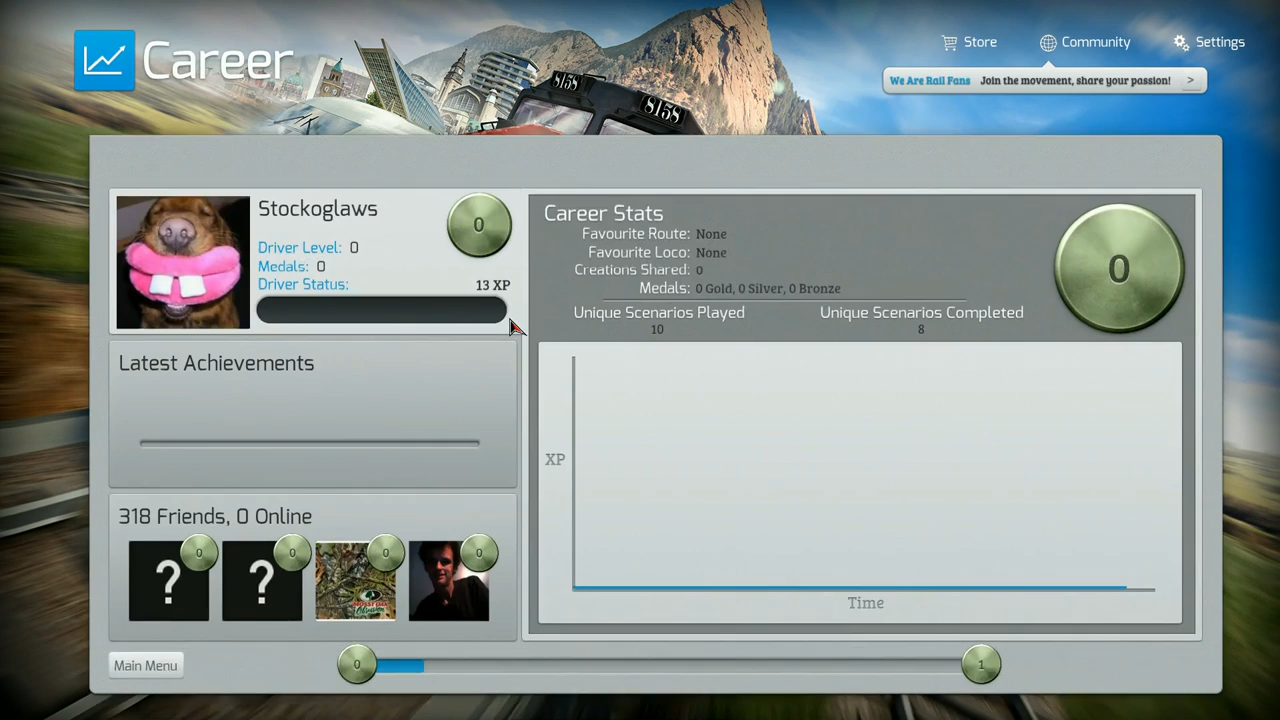 Career
Store
Community
Settings
We Are Rail Fans Join the movement, share your passion! >
8158
8158
Stockoglaws
0
Driver Level: 0
Medals: 0
Driver Status:
13 XP
Latest Achievements
318 Friends, 0 Online
? 0
? 0
0
0
Career Stats
Favourite Route: None
Favourite Loco: None
Creations Shared: 0
Medals: 0 Gold, 0 Silver, 0 Bronze
0
Unique Scenarios Played Unique Scenarios Completed
10 8
XP
Time
Main Menu
0
1